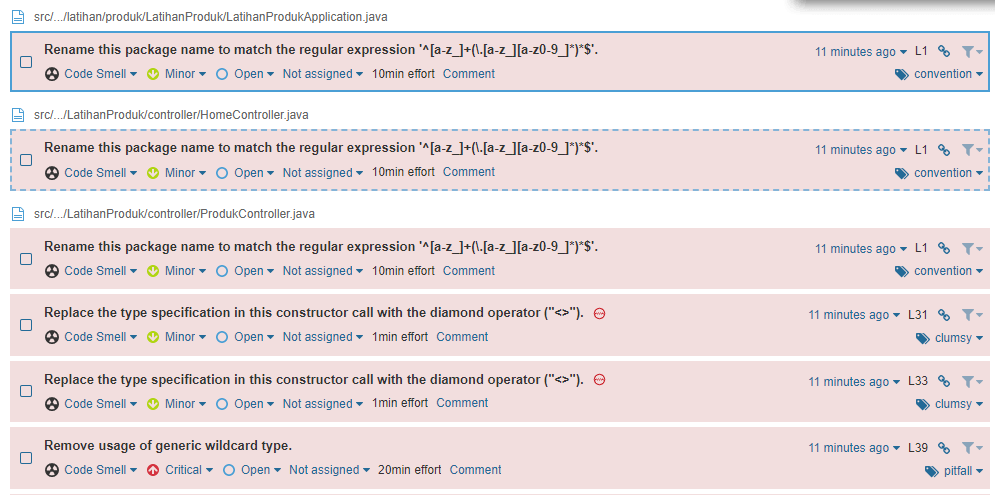 src/.../latihan/produk/LatihanProduk/LatihanProdukApplication.java
Rename this package name to match the regular expression '^[a-z_]+(\.[a-z_][a-z0-9_]*)*$'. 11 minutes ago L1
Code Smell Minor Open Not assigned 10min effort Comment convention
src/.../LatihanProduk/controller/HomeController.java
Rename this package name to match the regular expression '^[a-z_]+(\.[a-z_][a-z0-9_]*)*$'. 11 minutes ago L1
Code Smell Minor Open Not assigned 10min effort Comment convention
src/.../LatihanProduk/controller/ProdukController.java
Rename this package name to match the regular expression '^[a-z_]+(\.[a-z_][a-z0-9_]*)*$'. 11 minutes ago L1
Code Smell Minor Open Not assigned 10min effort Comment convention
Replace the type specification in this constructor call with the diamond operator ("<>"). 11 minutes ago L31
Code Smell Minor Open Not assigned 1min effort Comment clumsy
Replace the type specification in this constructor call with the diamond operator ("<>"). 11 minutes ago L33
Code Smell Minor Open Not assigned 1min effort Comment clumsy
Remove usage of generic wildcard type. 11 minutes ago L39
Code Smell Critical Open Not assigned 20min effort Comment pitfall